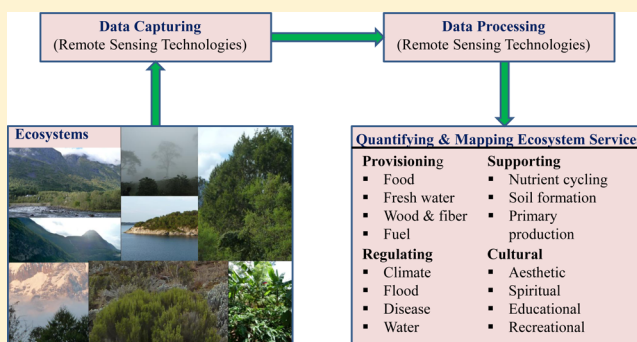 Data Capturing
(Remote Sensing Technologies)
Data Processing
(Remote Sensing Technologies)
Ecosystems
Quantifying & Mapping Ecosystem Service
Provisioning
▪ Food
▪ Fresh water
▪ Wood & fiber
▪ Fuel
Regulating
▪ Climate
▪ Flood
▪ Disease
▪ Water
Supporting
▪ Nutrient cycling
▪ Soil formation
▪ Primary
production
Cultural
▪ Aesthetic
▪ Spiritual
▪ Educational
▪ Recreational